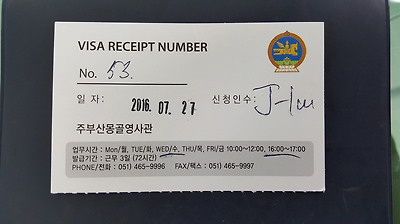 VISA RECEIPT NUMBER
No. 53.
일 자: 2016. 07. 27 신청인수:
주부산몽골영사관
업무시간 : Mon/월, TUE/화, WED/수. THU/목, FRI/금 10:00~12:00, 16:00~17:00
발급기간 : 근무 3일 (72시간)
PHONE/전화 : 051) 465-9996 FAX/팩스 : 051) 465-9997